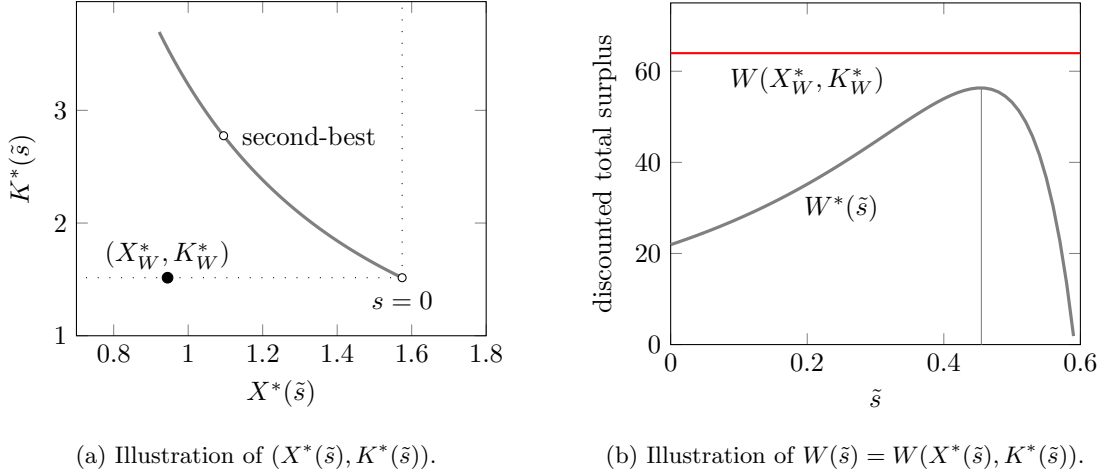 3
2
1
K*(s̃)
second-best
(X*_W, K*_W)
s = 0
0.8 1 1.2 1.4 1.6 1.8
X*(s̃)
(a) Illustration of (X*(s̃), K*(s̃)).
60
40
20
0
discounted total surplus
W(X*_W, K*_W)
W*(s̃)
0 0.2 0.4 0.6
s̃
(b) Illustration of W(s̃) = W(X*(s̃), K*(s̃)).